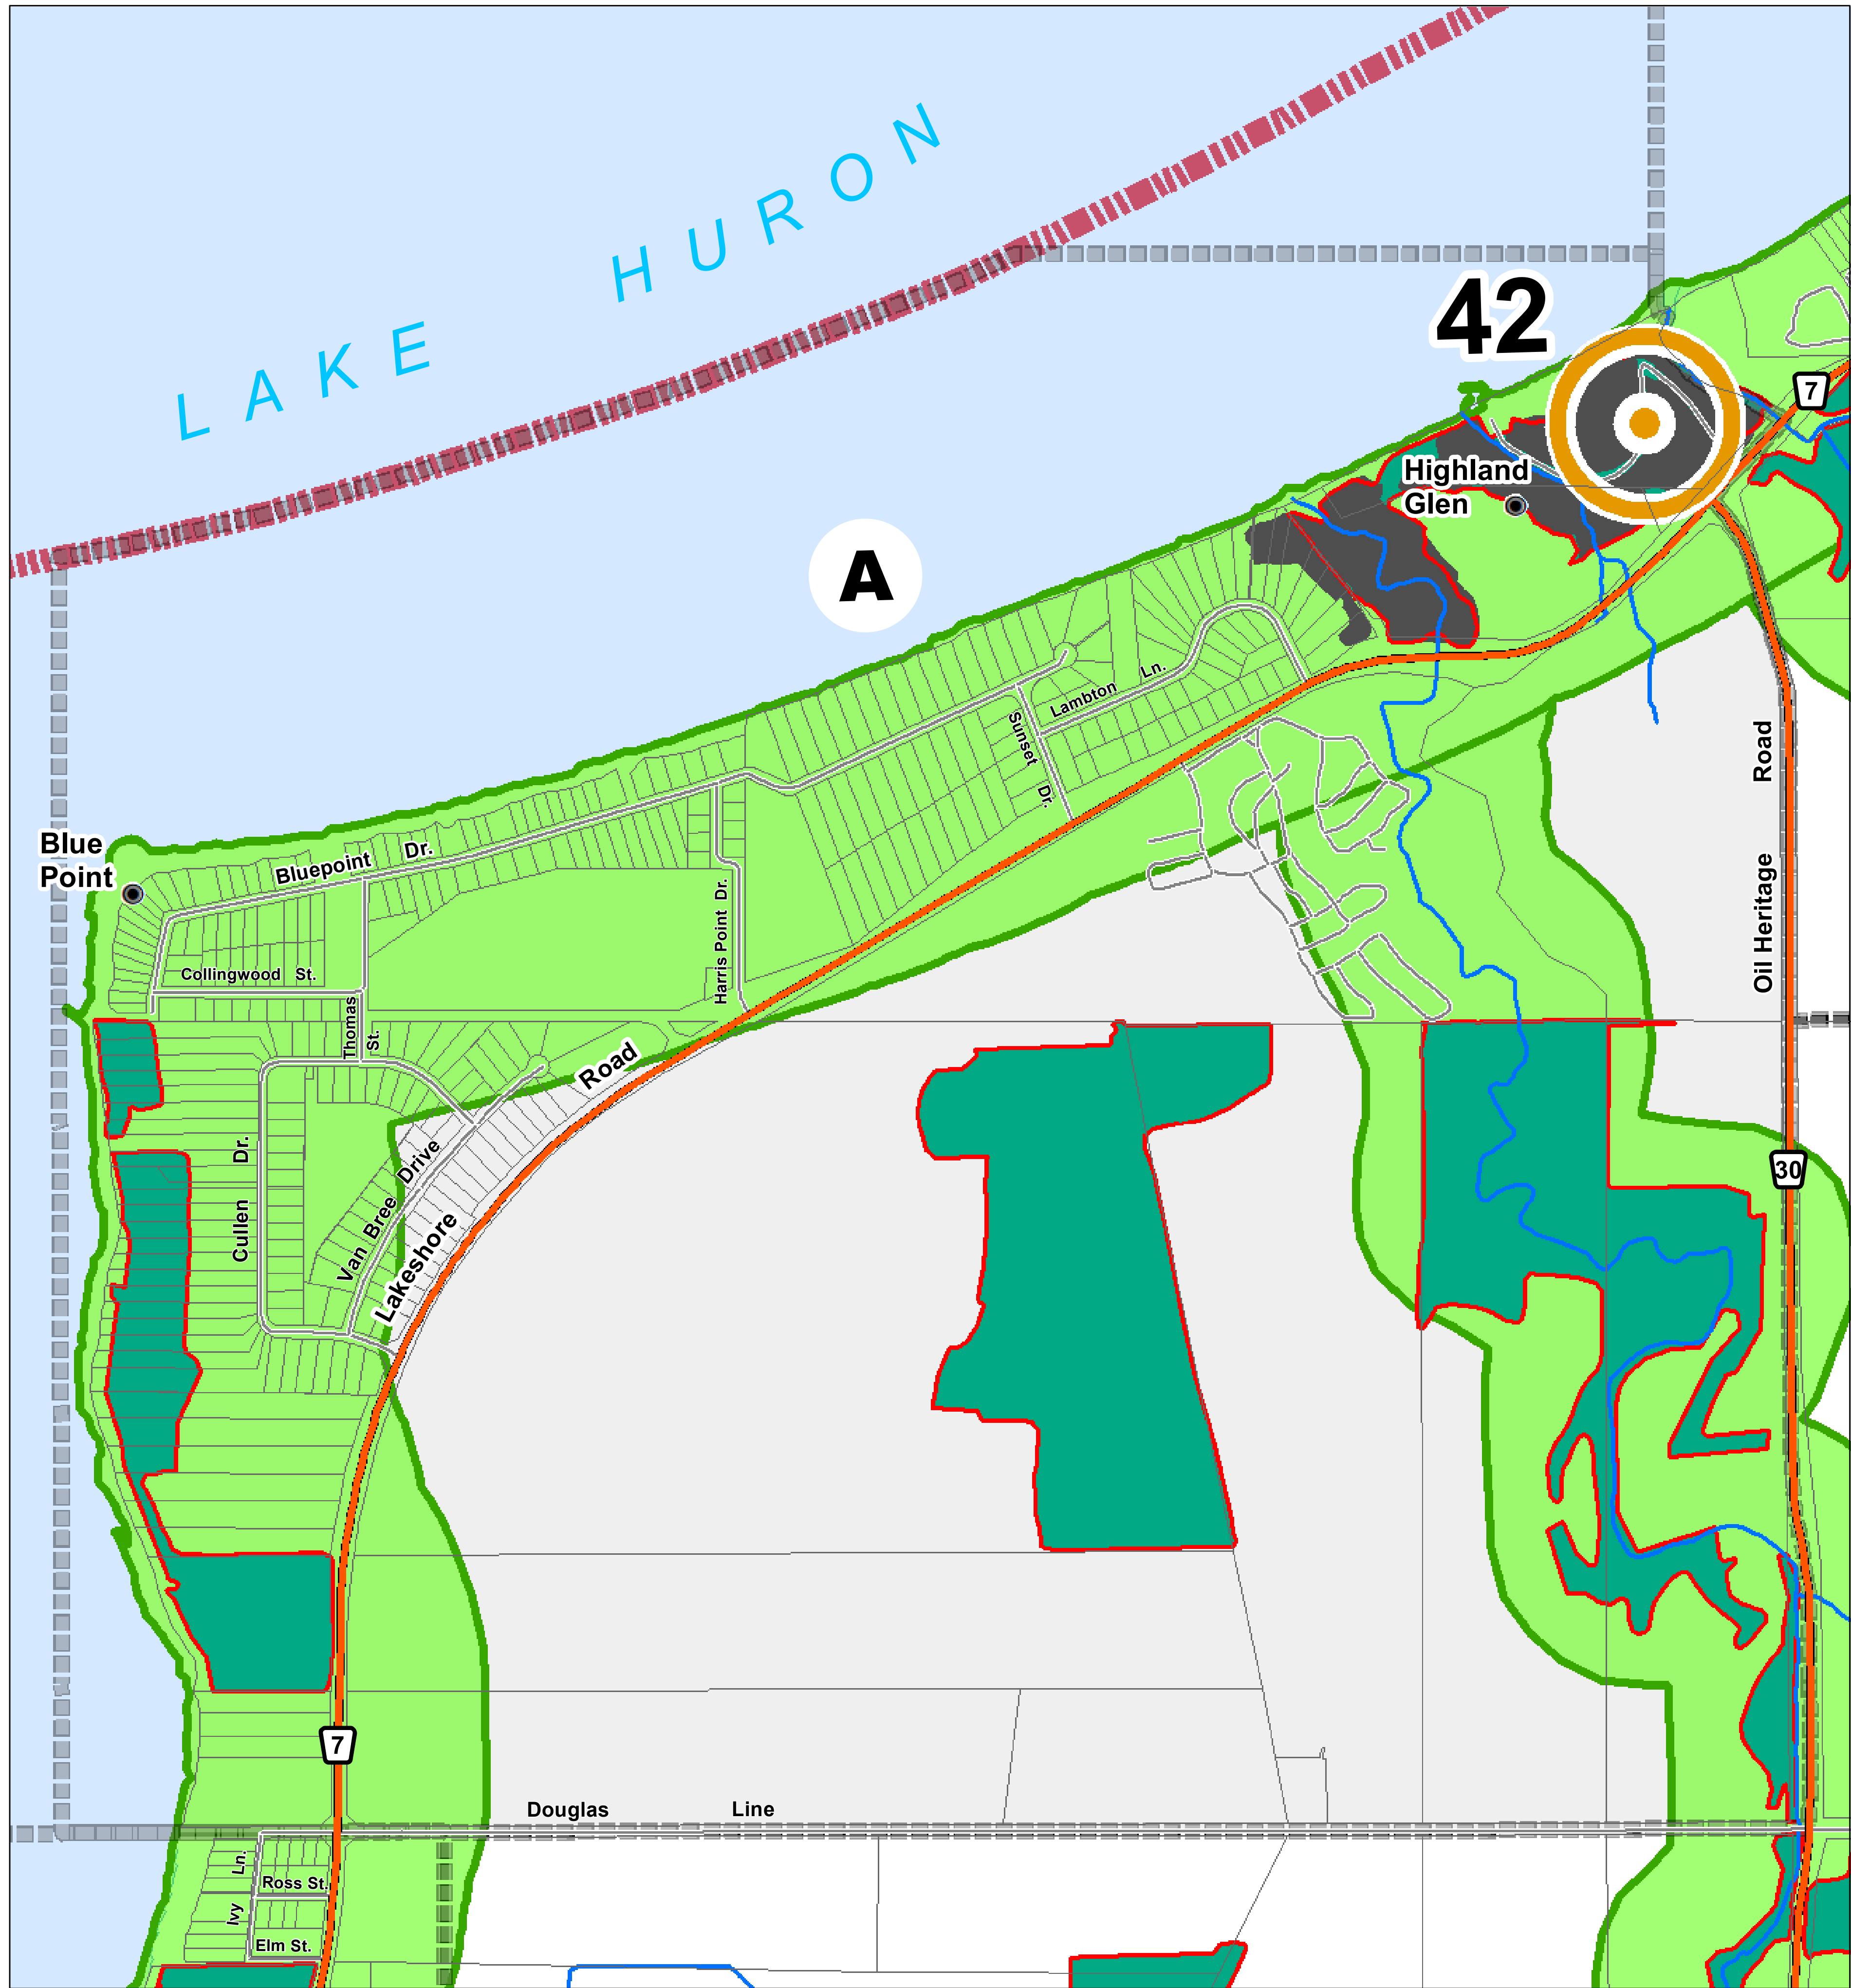 LAKE HURON
42
7
Highland
Glen
A
Lambton Ln.
Sunset Dr.
Oil Heritage Road
Blue
Point
Bluepoint Dr.
Harris Point Dr.
Collingwood St.
Thomas St.
Lakeshore Road
Cullen Dr.
Van Bree Drive
30
7
Douglas Line
Ivy Ln.
Ross St.
Elm St.